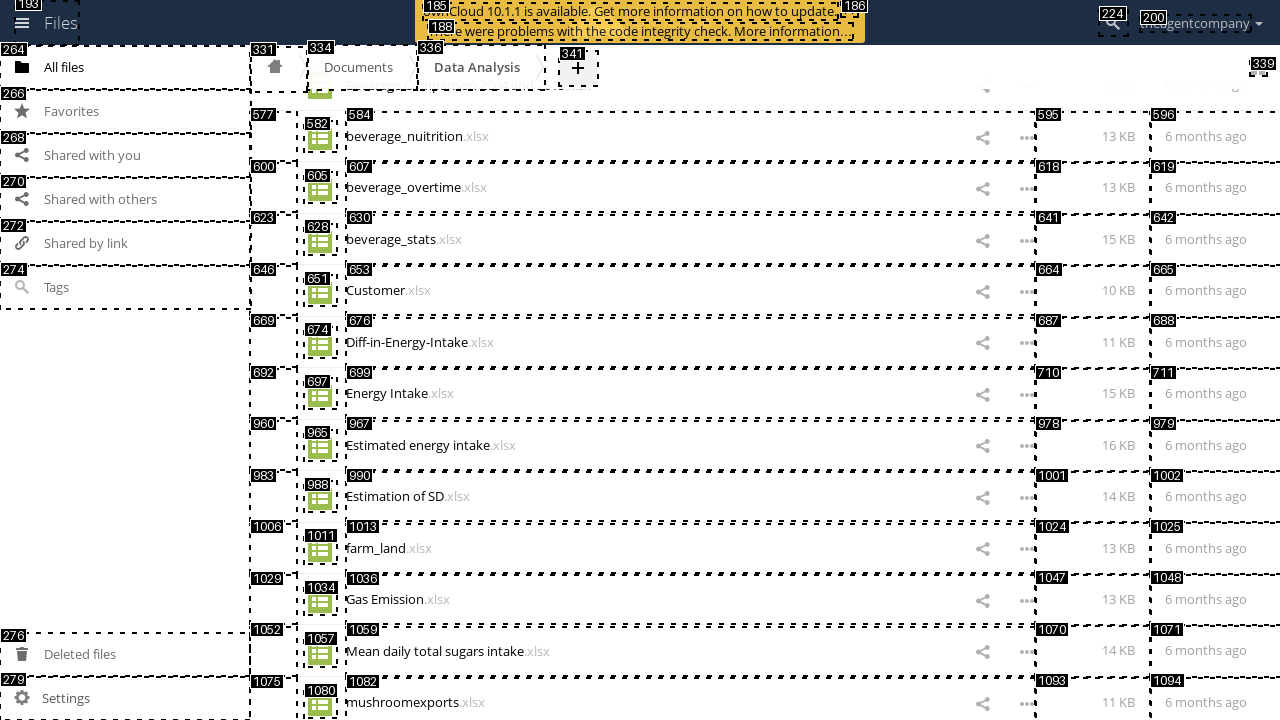 193
Files
185
ownCloud 10.1.1 is available. Get more information on how to update.
186
188
There were problems with the code integrity check. More information…
224
200
theagentcompany
264
All files
266
Favorites
268
Shared with you
270
Shared with others
272
Shared by link
274
Tags
276
Deleted files
279
Settings
331
334
Documents
336
Data Analysis
341
+
339
577
582
584
beverage_nuitrition.xlsx
595
13 KB
596
6 months ago
600
605
607
beverage_overtime.xlsx
618
13 KB
619
6 months ago
623
628
630
beverage_stats.xlsx
641
15 KB
642
6 months ago
646
651
653
Customer.xlsx
664
10 KB
665
6 months ago
669
674
676
Diff-in-Energy-Intake.xlsx
687
11 KB
688
6 months ago
692
697
699
Energy Intake.xlsx
710
15 KB
711
6 months ago
960
965
967
Estimated energy intake.xlsx
978
16 KB
979
6 months ago
983
988
990
Estimation of SD.xlsx
1001
14 KB
1002
6 months ago
1006
1011
1013
farm_land.xlsx
1024
13 KB
1025
6 months ago
1029
1034
1036
Gas Emission.xlsx
1047
13 KB
1048
6 months ago
1052
1057
1059
Mean daily total sugars intake.xlsx
1070
14 KB
1071
6 months ago
1075
1080
1082
mushroomexports.xlsx
1093
11 KB
1094
6 months ago